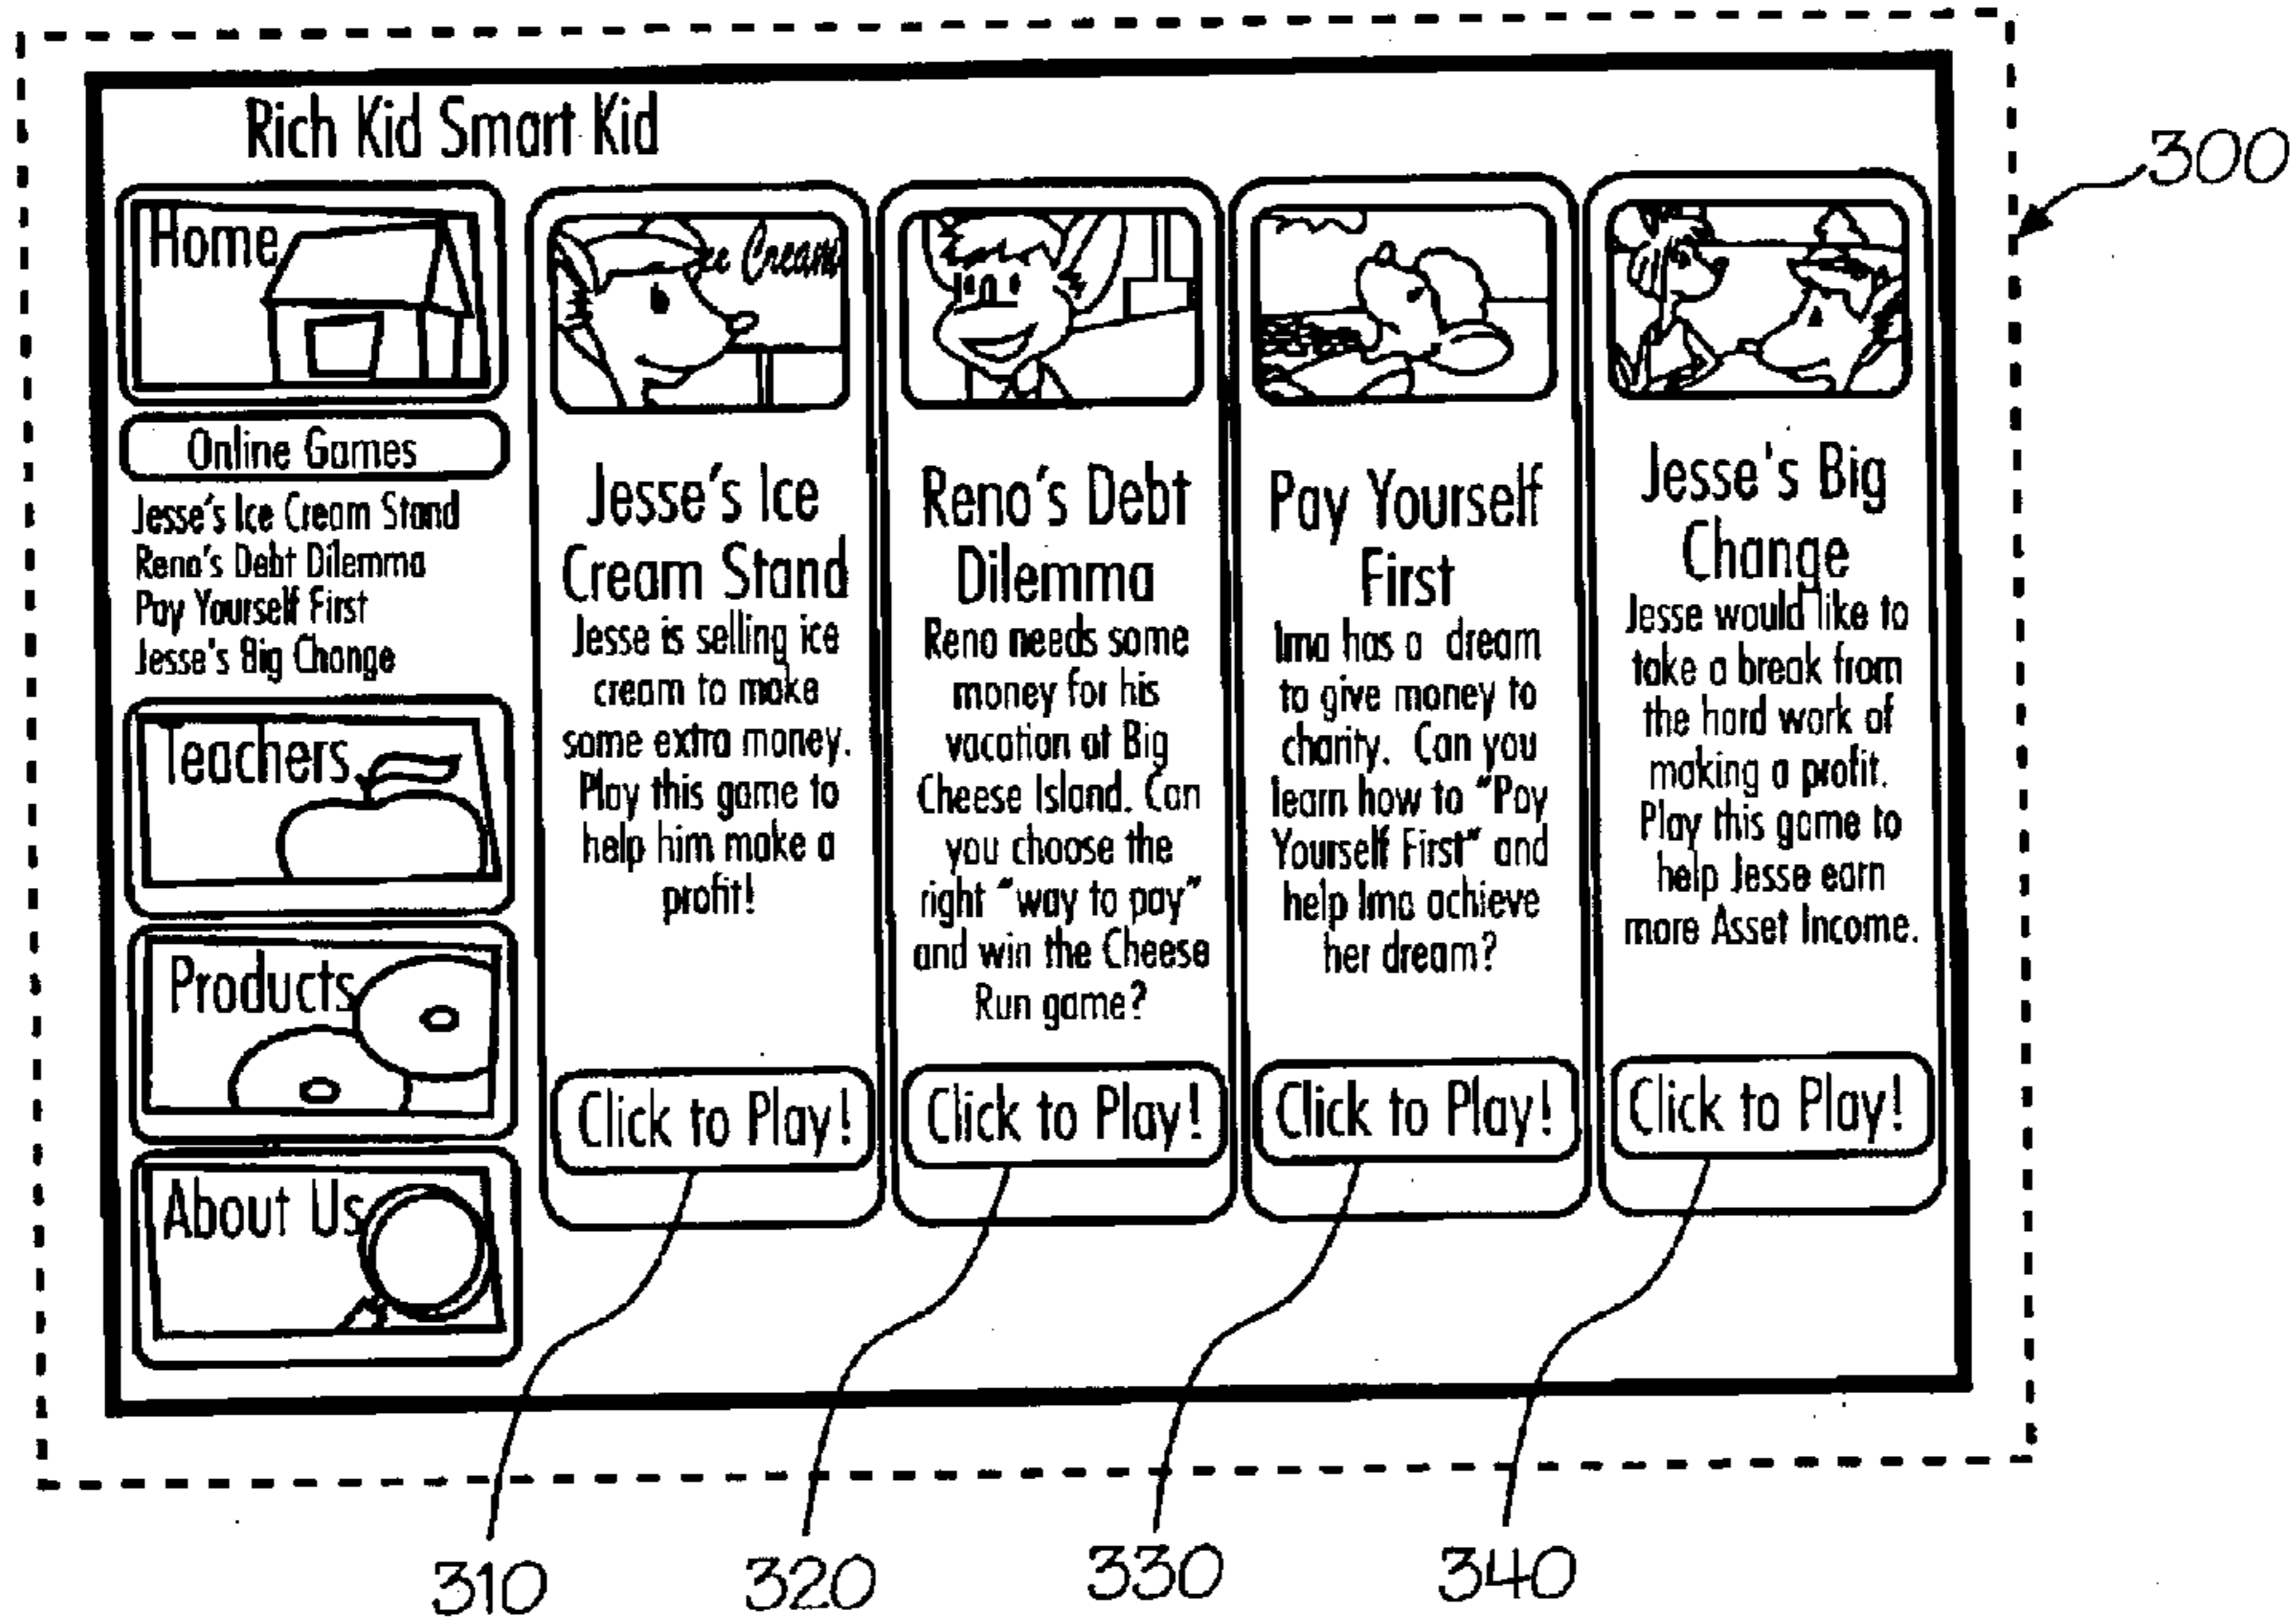 Rich Kid Smart Kid
300
Home
Online Games
Jesse's Ice Cream Stand
Reno's Debt Dilemma
Pay Yourself First
Jesse's Big Change
Teachers
Products
About Us
Ice Cream
Jesse's Ice
Cream Stand
Jesse is selling ice
cream to make
some extra money.
Play this game to
help him make a
profit!
Click to Play!
Reno's Debt
Dilemma
Reno needs some
money for his
vacation at Big
Cheese Island. Can
you choose the
right "way to pay"
and win the Cheese
Run game?
Click to Play!
Pay Yourself
First
Ima has a dream
to give money to
charity. Can you
learn how to "Pay
Yourself First" and
help Ima achieve
her dream?
Click to Play!
Jesse's Big
Change
Jesse would like to
take a break from
the hard work of
making a profit.
Play this game to
help Jesse earn
more Asset Income.
Click to Play!
310
320
330
340